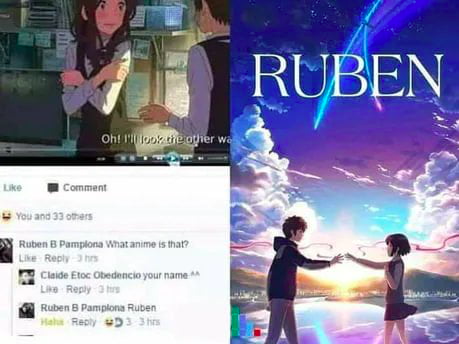 Oh! I'll look the other wa
Like Comment
You and 33 others
Ruben B Pamplona What anime is that?
Like · Reply · 3 hrs
Claide Etoc Obedencio your name ^^
Like · Reply · 3 hrs
Ruben B Pamplona Ruben
Haha · Reply · 3 · 3 hrs
RUBEN